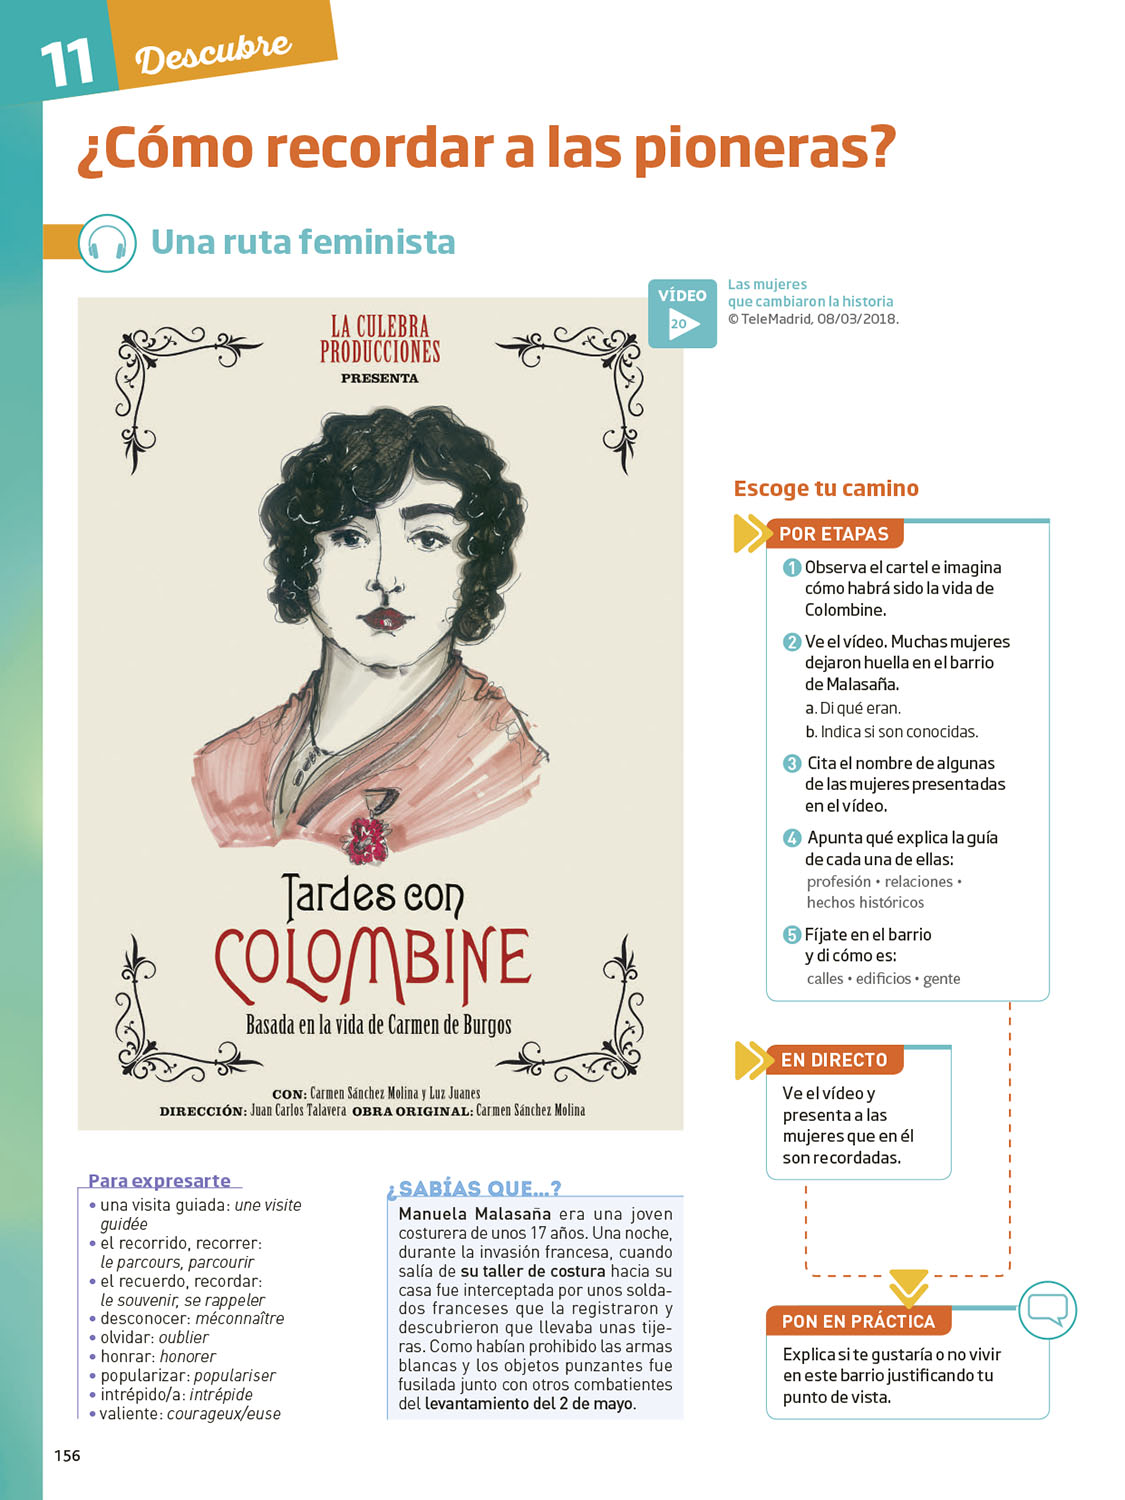 11 Descubre
¿Cómo recordar a las pioneras?
Una ruta feminista
VÍDEO
20
Las mujeres
que cambiaron la historia
© TeleMadrid, 08/03/2018.
LA CULEBRA
PRODUCCIONES
PRESENTA
Tardes con
COLOMBINE
Basada en la vida de Carmen de Burgos
CON: Carmen Sánchez Molina y Luz Juanes
DIRECCIÓN: Juan Carlos Talavera OBRA ORIGINAL: Carmen Sánchez Molina
Escoge tu camino
POR ETAPAS
1 Observa el cartel e imagina
cómo habrá sido la vida de
Colombine.
2 Ve el vídeo. Muchas mujeres
dejaron huella en el barrio
de Malasaña.
a. Di qué eran.
b. Indica si son conocidas.
3 Cita el nombre de algunas
de las mujeres presentadas
en el vídeo.
4 Apunta qué explica la guía
de cada una de ellas:
profesión • relaciones •
hechos históricos
5 Fíjate en el barrio
y di cómo es:
calles • edificios • gente
EN DIRECTO
Ve el vídeo y
presenta a las
mujeres que en él
son recordadas.
PON EN PRÁCTICA
Explica si te gustaría o no vivir
en este barrio justificando tu
punto de vista.
Para expresarte
• una visita guiada: une visite
guidée
• el recorrido, recorrer:
le parcours, parcourir
• el recuerdo, recordar:
le souvenir, se rappeler
• desconocer: méconnaître
• olvidar: oublier
• honrar: honorer
• popularizar: populariser
• intrépido/a: intrépide
• valiente: courageux/euse
¿SABÍAS QUE...?
Manuela Malasaña era una joven
costurera de unos 17 años. Una noche,
durante la invasión francesa, cuando
salía de su taller de costura hacia su
casa fue interceptada por unos solda-
dos franceses que la registraron y
descubrieron que llevaba unas tije-
ras. Como habían prohibido las armas
blancas y los objetos punzantes fue
fusilada junto con otros combatientes
del levantamiento del 2 de mayo.
156